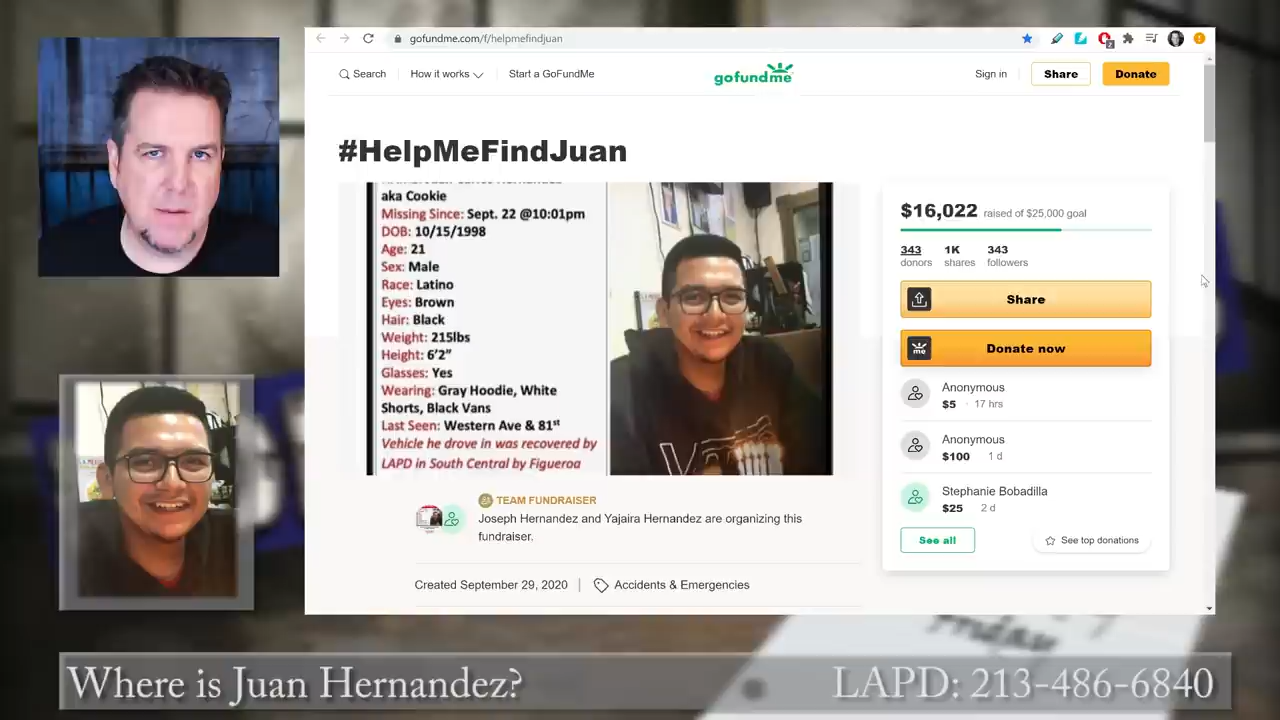 gofundme.com/f/helpmefindjuan
Search
How it works
Start a GoFundMe
gofundme
Sign in
Share
Donate
#HelpMeFindJuan
aka Cookie
Missing Since: Sept. 22 @10:01pm
DOB: 10/15/1998
Age: 21
Sex: Male
Race: Latino
Eyes: Brown
Hair: Black
Weight: 215lbs
Height: 6'2"
Glasses: Yes
Wearing: Gray Hoodie, White
Shorts, Black Vans
Last Seen: Western Ave & 81st
Vehicle he drove in was recovered by
LAPD in South Central by Figueroa
TEAM FUNDRAISER
Joseph Hernandez and Yajaira Hernandez are organizing this
fundraiser.
Created September 29, 2020
Accidents & Emergencies
$16,022 raised of $25,000 goal
343 1K 343
donors shares followers
Share
me
Donate now
Anonymous
$5 · 17 hrs
Anonymous
$100 1 d
Stephanie Bobadilla
$25 2 d
See all
See top donations
friday
Where is Juan Hernandez?
LAPD: 213-486-6840